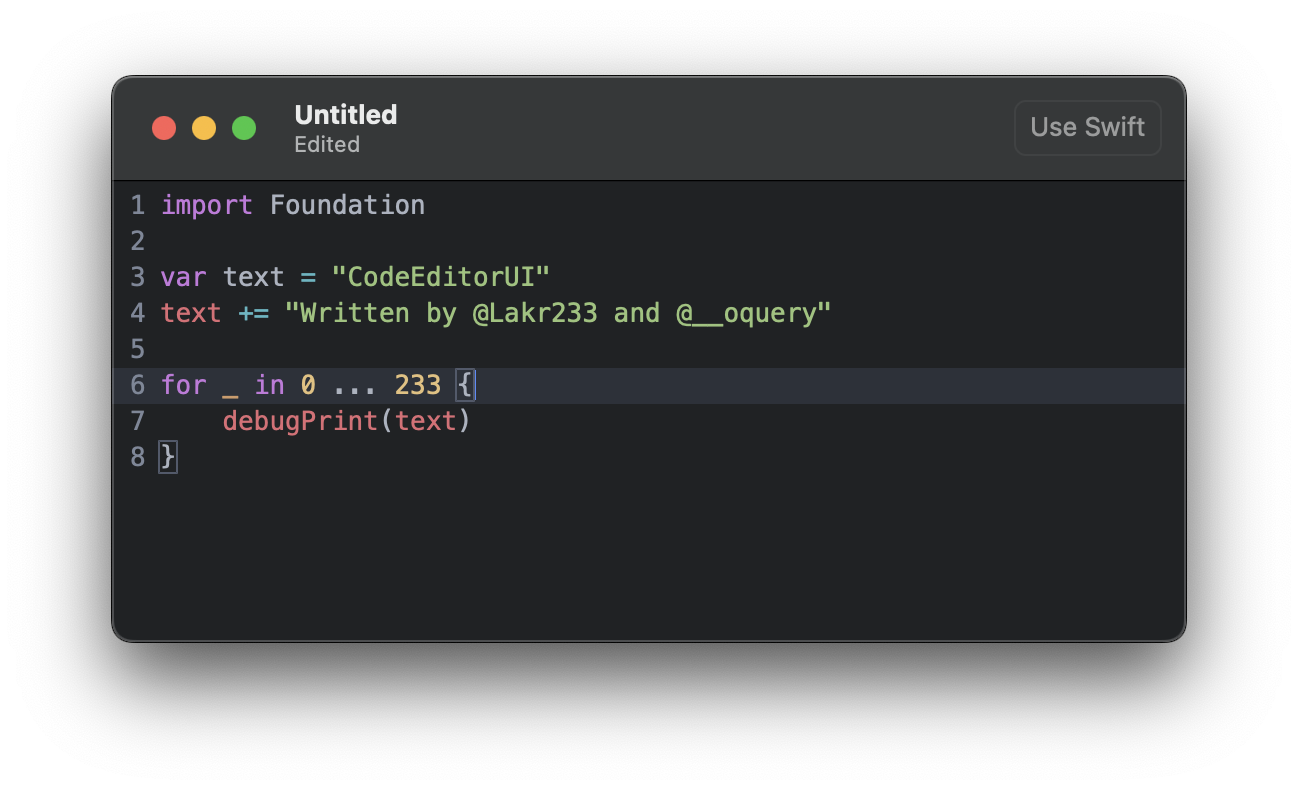 Untitled
Edited
Use Swift
1 import Foundation
2
3 var text = "CodeEditorUI"
4 text += "Written by @Lakr233 and @__oquery"
5
6 for _ in 0 ... 233 {
7     debugPrint(text)
8 }